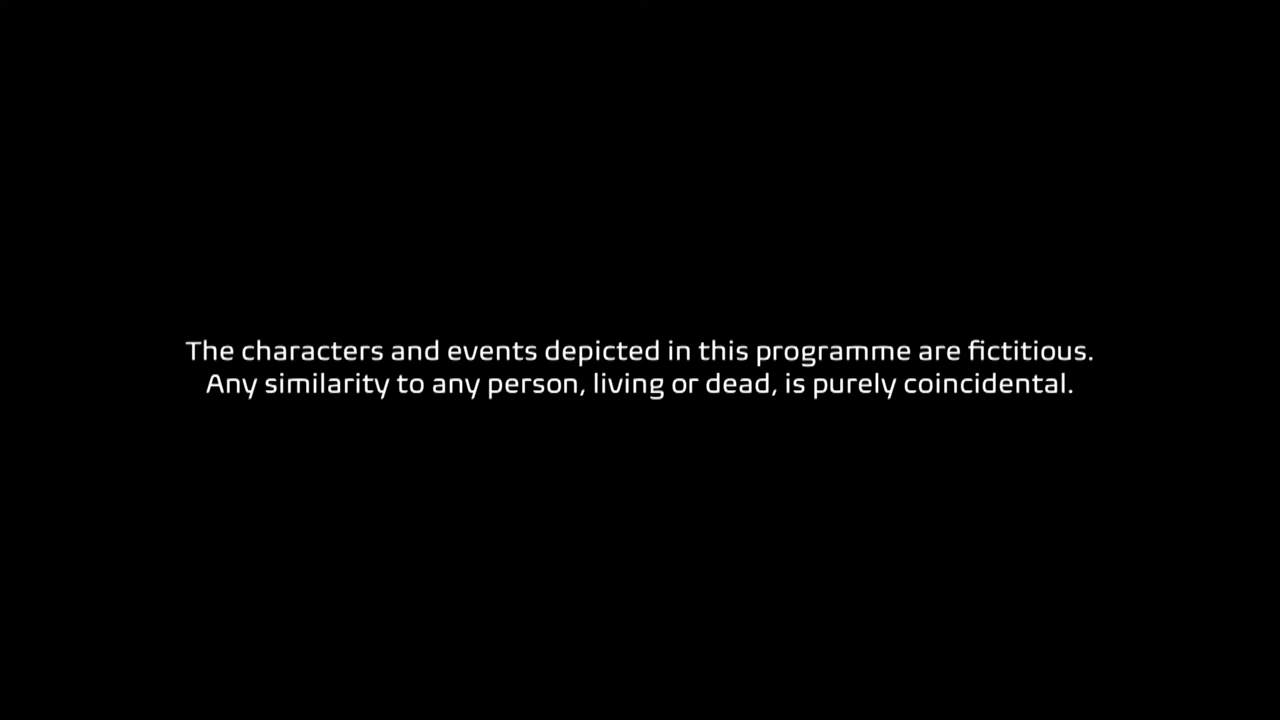 The characters and events depicted in this programme are fictitious.
Any similarity to any person, living or dead, is purely coincidental.